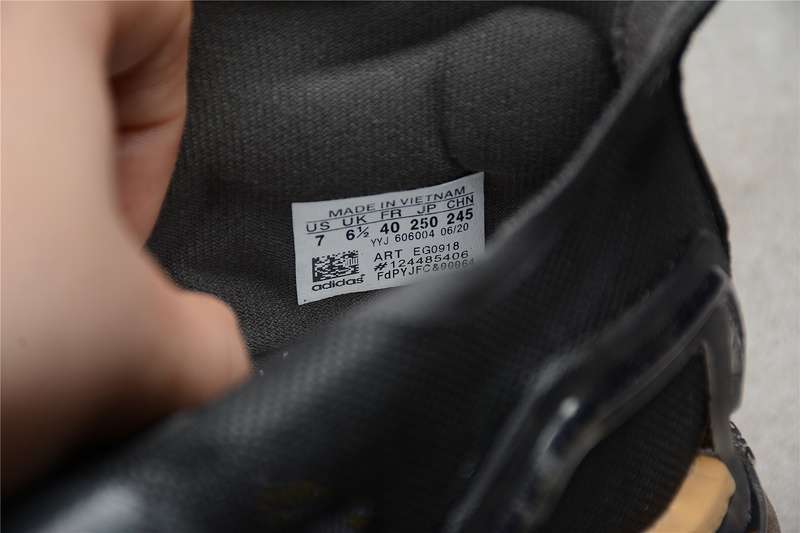 MADE IN VIETNAM
US UK FR JP CHN
7 6½ 40 250 245
YYJ 606004 06/20
ART EG0918
#124485406
FdPYJFC&00064
adidas